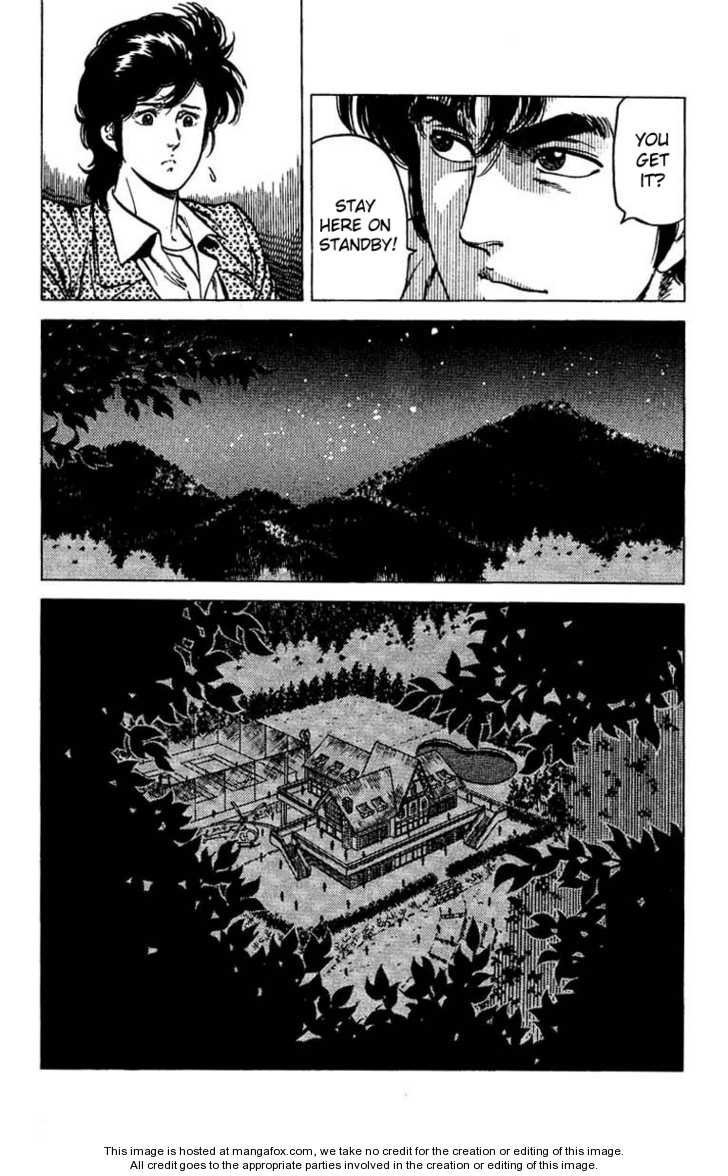 YOU
GET
IT?
STAY
HERE ON
STANDBY!
This image is hosted at mangafox.com, we take no credit for the creation or editing of this image.
All credit goes to the appropriate parties involved in the creation or editing of this image.